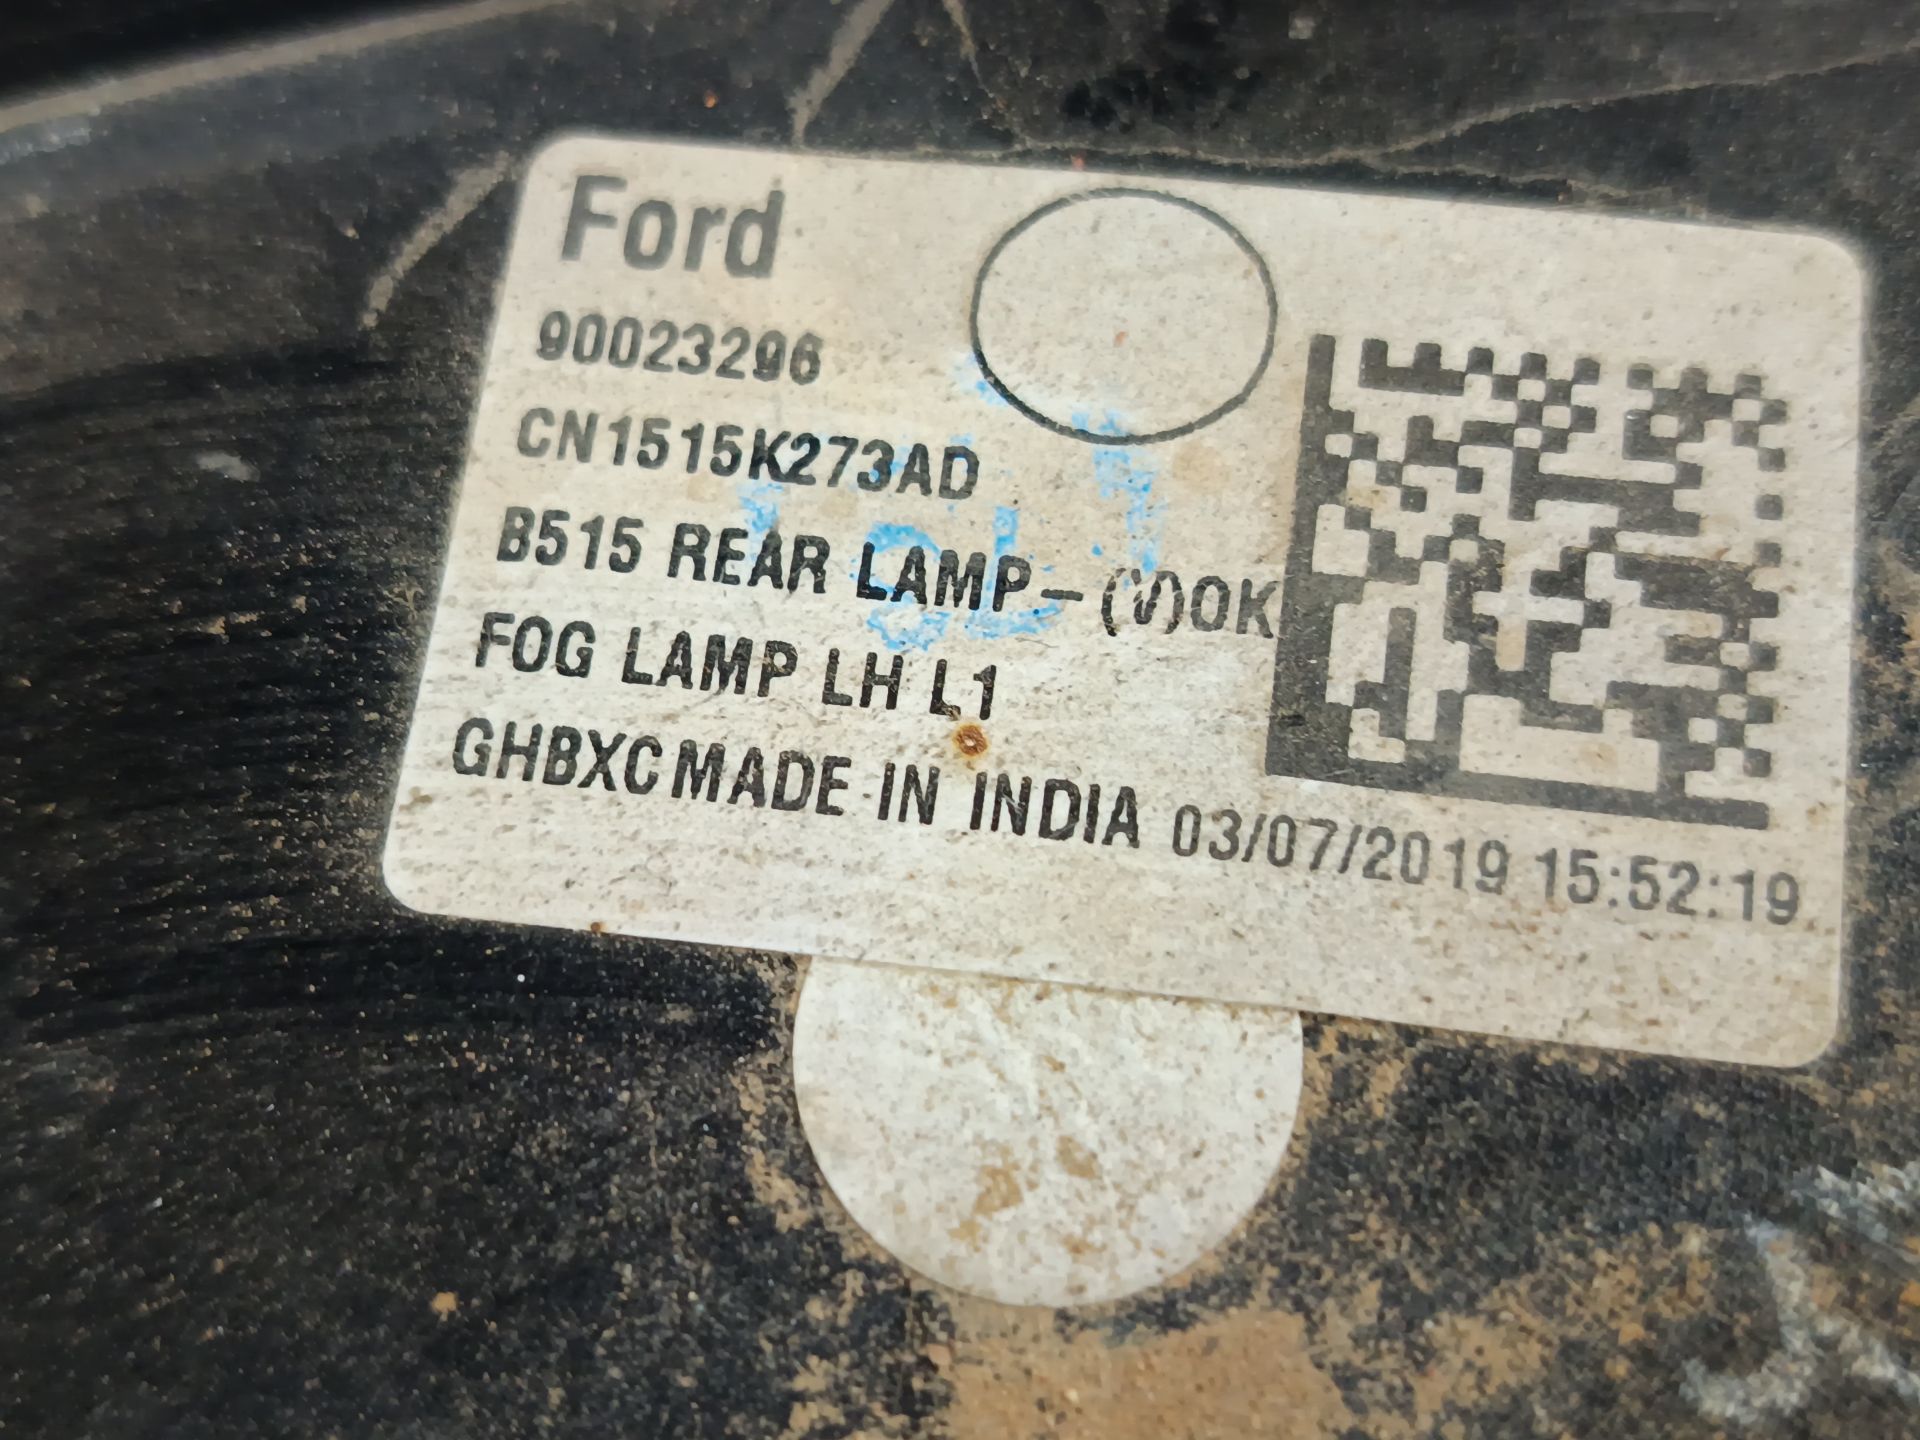 Ford
90023296
CN1515K273AD
B515 REAR LAMP-(V)OK
FOG LAMP LH L1
GHBXC MADE IN INDIA 03/07/2019 15:52:19